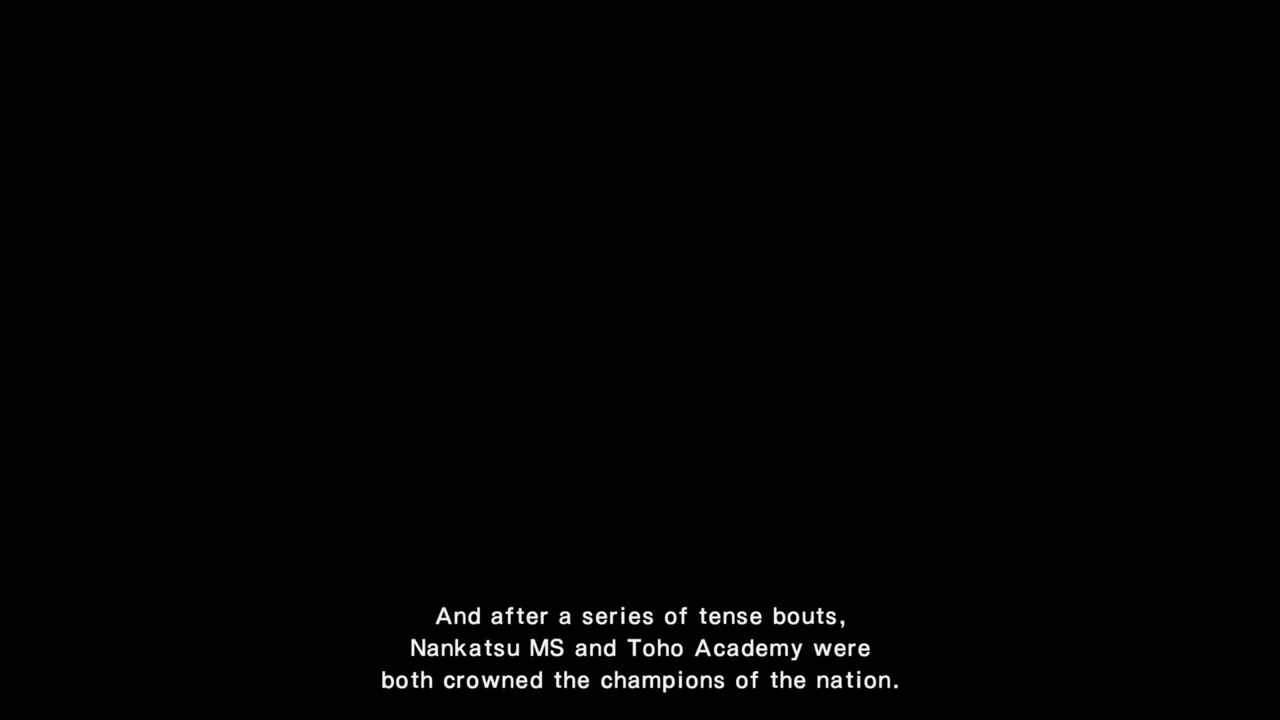 And after a series of tense bouts,
Nankatsu MS and Toho Academy were
both crowned the champions of the nation.